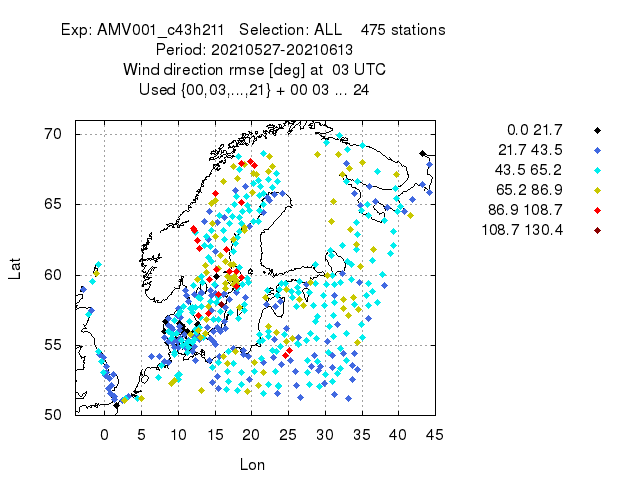 Exp: AMV001_c43h211 Selection: ALL 475 stations
Period: 20210527-20210613
Wind direction rmse [deg] at 03 UTC
Used {00,03,...,21} + 00 03 ... 24
0.0 21.7
21.7 43.5
43.5 65.2
65.2 86.9
86.9 108.7
108.7 130.4
70
65
60
55
50
Lat
0 5 10 15 20 25 30 35 40 45
Lon